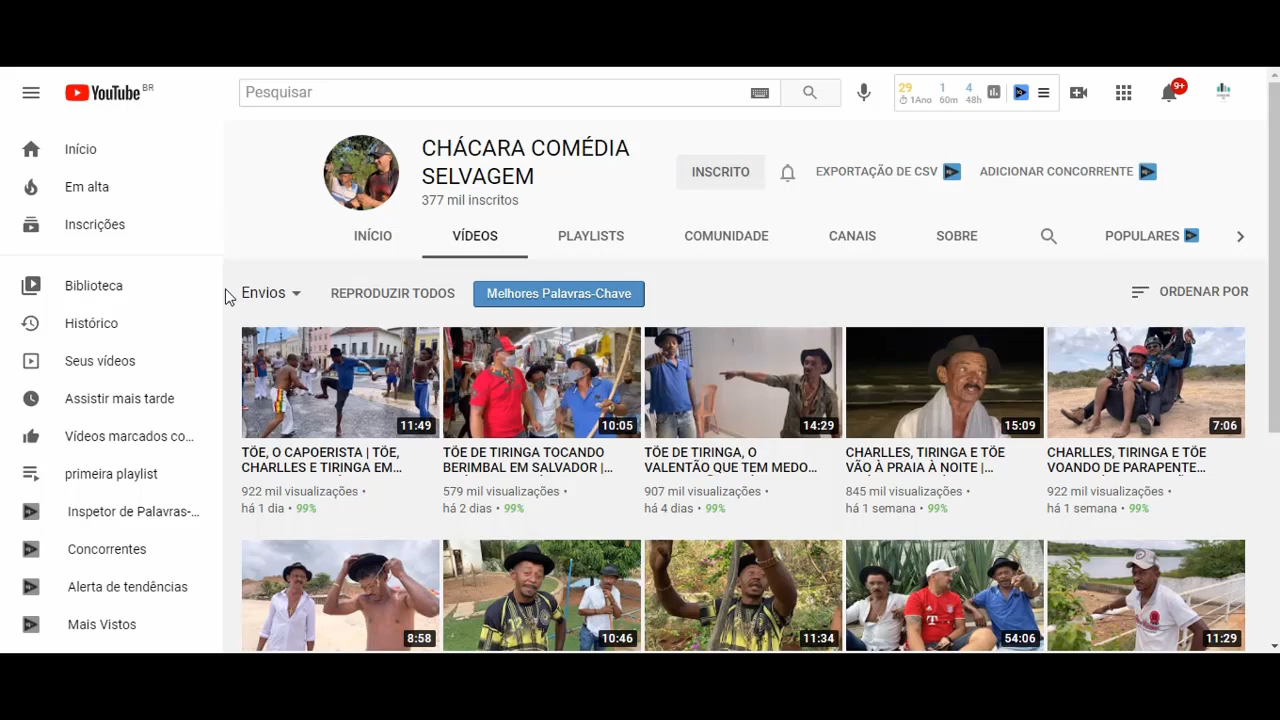 YouTube BR
Pesquisar
29 1 4
1Ano 60m 48h
9+
Início
Em alta
Inscrições
Biblioteca
Histórico
Seus vídeos
Assistir mais tarde
Vídeos marcados co...
primeira playlist
Inspetor de Palavras-...
Concorrentes
Alerta de tendências
Mais Vistos
CHÁCARA COMÉDIA
SELVAGEM
377 mil inscritos
INSCRITO
EXPORTAÇÃO DE CSV
ADICIONAR CONCORRENTE
INÍCIO VÍDEOS PLAYLISTS COMUNIDADE CANAIS SOBRE POPULARES
Envios REPRODUZIR TODOS Melhores Palavras-Chave ORDENAR POR
11:49
TÕE, O CAPOERISTA | TÕE,
CHARLLES E TIRINGA EM...
922 mil visualizações •
há 1 dia • 99%
10:05
TÕE DE TIRINGA TOCANDO
BERIMBAL EM SALVADOR |...
579 mil visualizações •
há 2 dias • 99%
14:29
TÕE DE TIRINGA, O
VALENTÃO QUE TEM MEDO...
907 mil visualizações •
há 4 dias • 99%
15:09
CHARLLES, TIRINGA E TÕE
VÃO À PRAIA À NOITE |...
845 mil visualizações •
há 1 semana • 99%
7:06
CHARLLES, TIRINGA E TÕE
VOANDO DE PARAPENTE...
922 mil visualizações •
há 1 semana • 99%
8:58
10:46
11:34
54:06
11:29